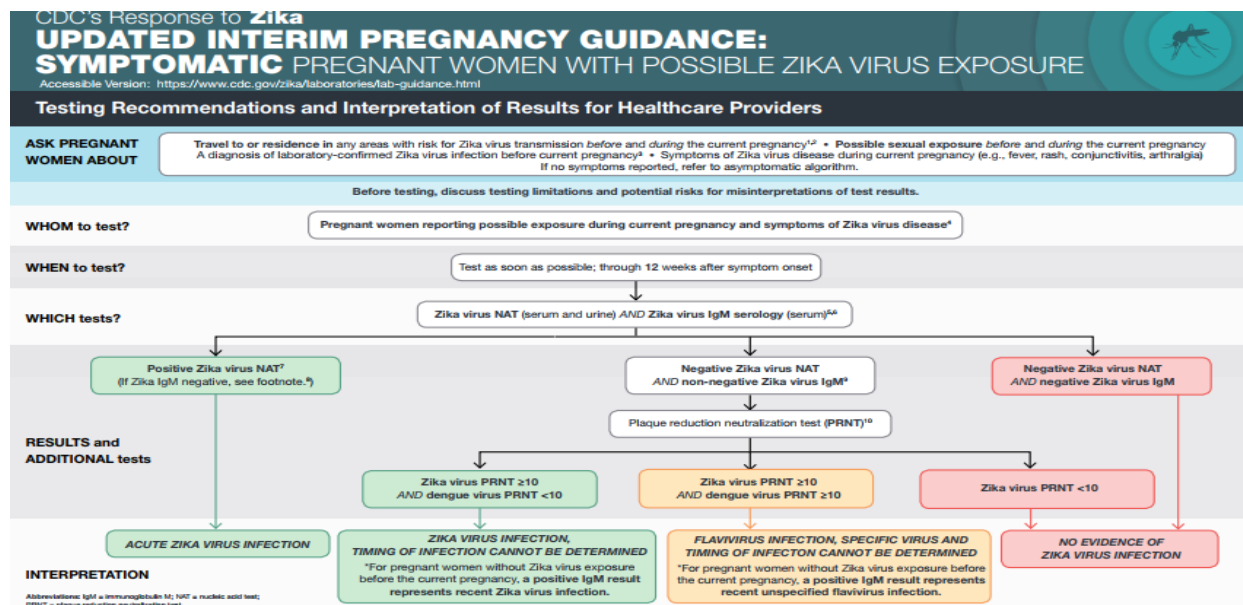 CDC's Response to Zika
UPDATED INTERIM PREGNANCY GUIDANCE:
SYMPTOMATIC PREGNANT WOMEN WITH POSSIBLE ZIKA VIRUS EXPOSURE
Accessible Version: https://www.cdc.gov/zika/laboratories/lab-guidance.html
Testing Recommendations and Interpretation of Results for Healthcare Providers
ASK PREGNANT
WOMEN ABOUT
Travel to or residence in any areas with risk for Zika virus transmission before and during the current pregnancy¹,² • Possible sexual exposure before and during the current pregnancy
A diagnosis of laboratory-confirmed Zika virus infection before current pregnancy³ • Symptoms of Zika virus disease during current pregnancy (e.g., fever, rash, conjunctivitis, arthralgia)
If no symptoms reported, refer to asymptomatic algorithm.
Before testing, discuss testing limitations and potential risks for misinterpretations of test results.
WHOM to test?
Pregnant women reporting possible exposure during current pregnancy and symptoms of Zika virus disease⁴
WHEN to test?
Test as soon as possible; through 12 weeks after symptom onset
WHICH tests?
Zika virus NAT (serum and urine) AND Zika virus IgM serology (serum)⁵,⁶
Positive Zika virus NAT⁷
(If Zika IgM negative, see footnote.⁸)
Negative Zika virus NAT
AND non-negative Zika virus IgM⁹
Negative Zika virus NAT
AND negative Zika virus IgM
Plaque reduction neutralization test (PRNT)¹⁰
RESULTS and
ADDITIONAL tests
Zika virus PRNT ≥10
AND dengue virus PRNT <10
Zika virus PRNT ≥10
AND dengue virus PRNT ≥10
Zika virus PRNT <10
INTERPRETATION
ACUTE ZIKA VIRUS INFECTION
ZIKA VIRUS INFECTION,
TIMING OF INFECTION CANNOT BE DETERMINED
*For pregnant women without Zika virus exposure
before the current pregnancy, a positive IgM result
represents recent Zika virus infection.
FLAVIVIRUS INFECTION, SPECIFIC VIRUS AND
TIMING OF INFECTON CANNOT BE DETERMINED
*For pregnant women without Zika virus exposure before
the current pregnancy, a positive IgM result represents
recent unspecified flavivirus infection.
NO EVIDENCE OF
ZIKA VIRUS INFECTION
Abbreviations: IgM = immunoglobulin M; NAT = nucleic acid test;
PRNT = plaque reduction neutralization test